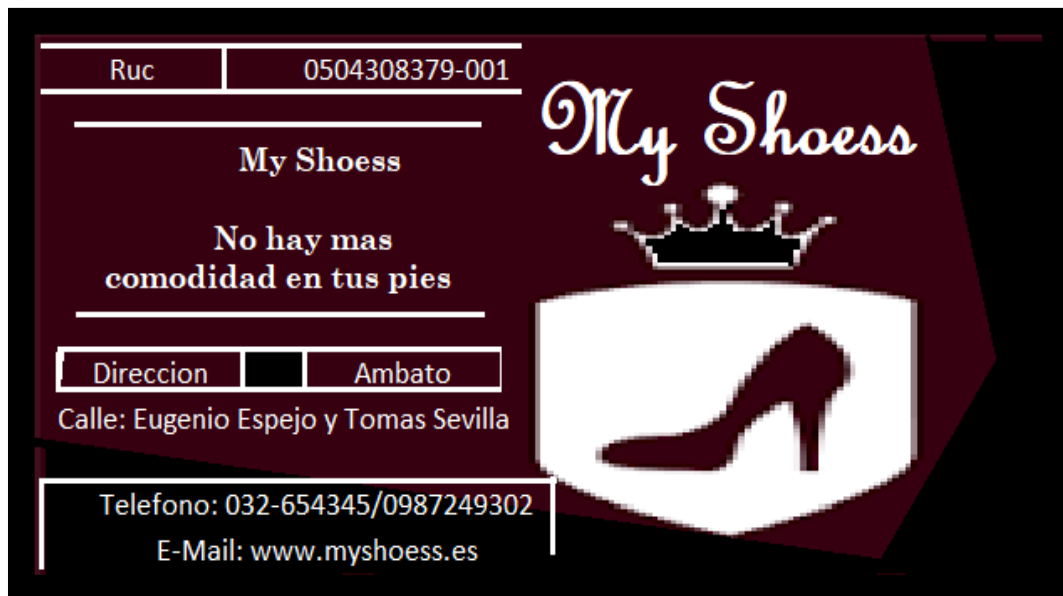 Ruc 0504308379-001
My Shoess
My Shoess
No hay mas
comodidad en tus pies
Direccion Ambato
Calle: Eugenio Espejo y Tomas Sevilla
Telefono: 032-654345/0987249302
E-Mail: www.myshoess.es